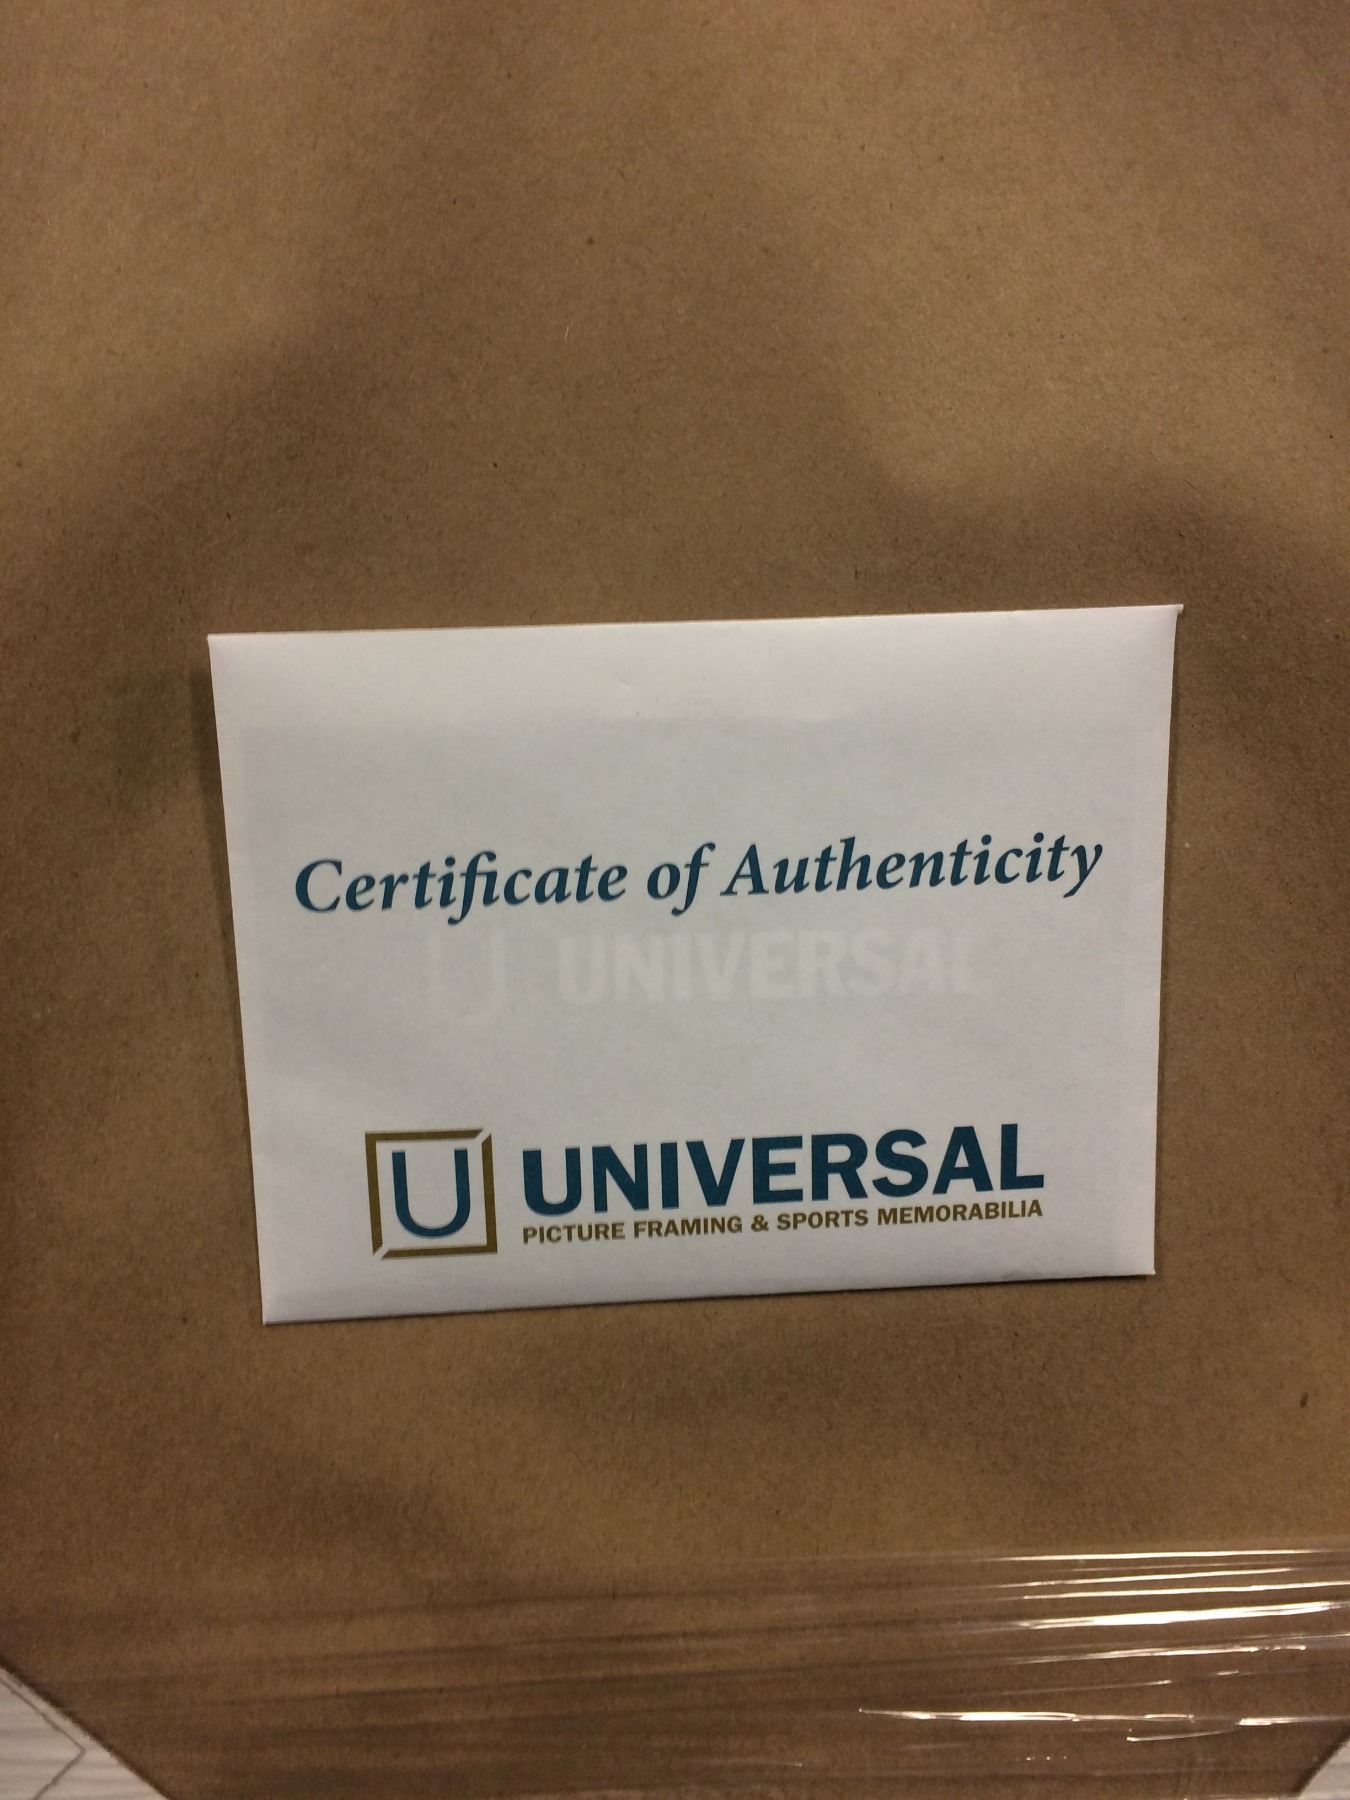 Certificate of Authenticity
U UNIVERSAL
U UNIVERSAL
PICTURE FRAMING & SPORTS MEMORABILIA